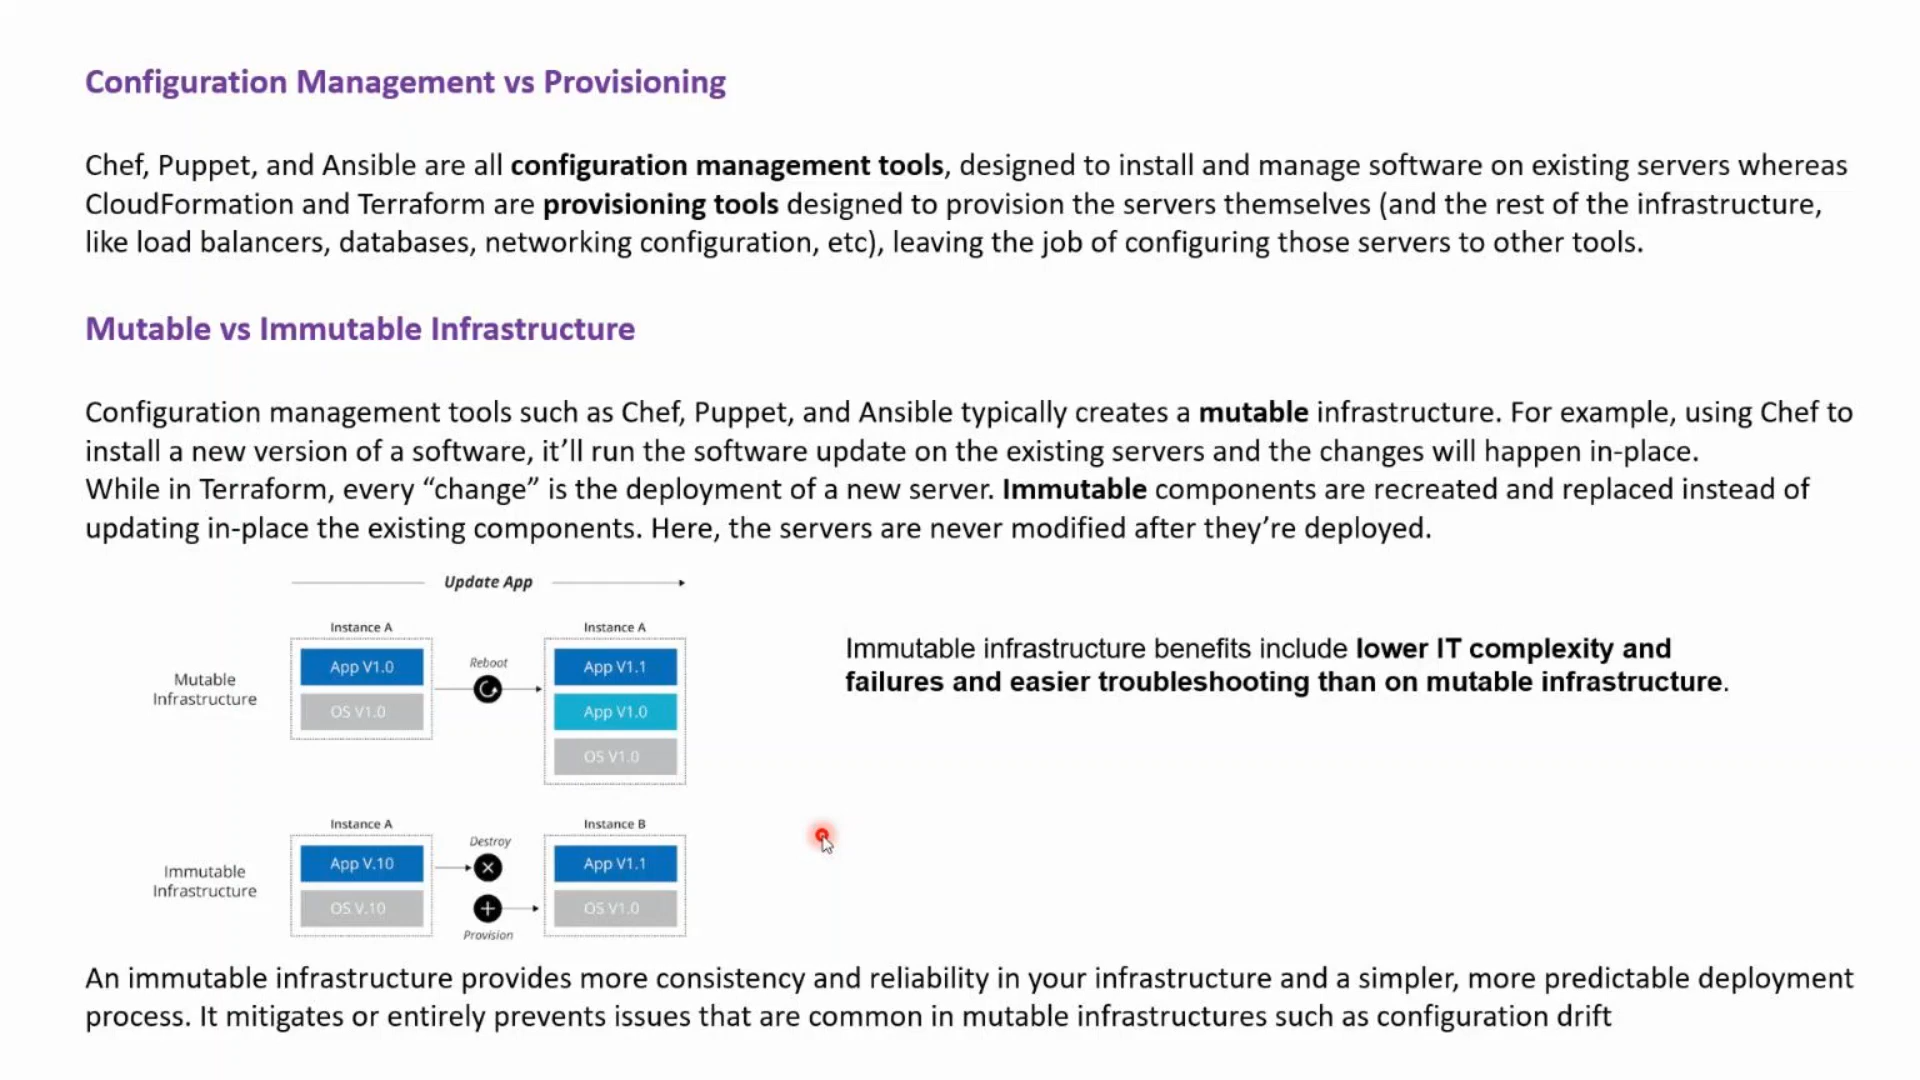 Configuration Management vs Provisioning
Chef, Puppet, and Ansible are all configuration management tools, designed to install and manage software on existing servers whereas
CloudFormation and Terraform are provisioning tools designed to provision the servers themselves (and the rest of the infrastructure,
like load balancers, databases, networking configuration, etc), leaving the job of configuring those servers to other tools.
Mutable vs Immutable Infrastructure
Configuration management tools such as Chef, Puppet, and Ansible typically creates a mutable infrastructure. For example, using Chef to
install a new version of a software, it’ll run the software update on the existing servers and the changes will happen in-place.
While in Terraform, every “change” is the deployment of a new server. Immutable components are recreated and replaced instead of
updating in-place the existing components. Here, the servers are never modified after they’re deployed.
Update App
Instance A
Instance A
Mutable
Infrastructure
App V1.0
OS V1.0
Reboot
App V1.1
App V1.0
OS V1.0
Immutable infrastructure benefits include lower IT complexity and
failures and easier troubleshooting than on mutable infrastructure.
Instance A
Instance B
Immutable
Infrastructure
App V.10
OS V.10
Destroy
Provision
App V1.1
OS V1.0
An immutable infrastructure provides more consistency and reliability in your infrastructure and a simpler, more predictable deployment
process. It mitigates or entirely prevents issues that are common in mutable infrastructures such as configuration drift